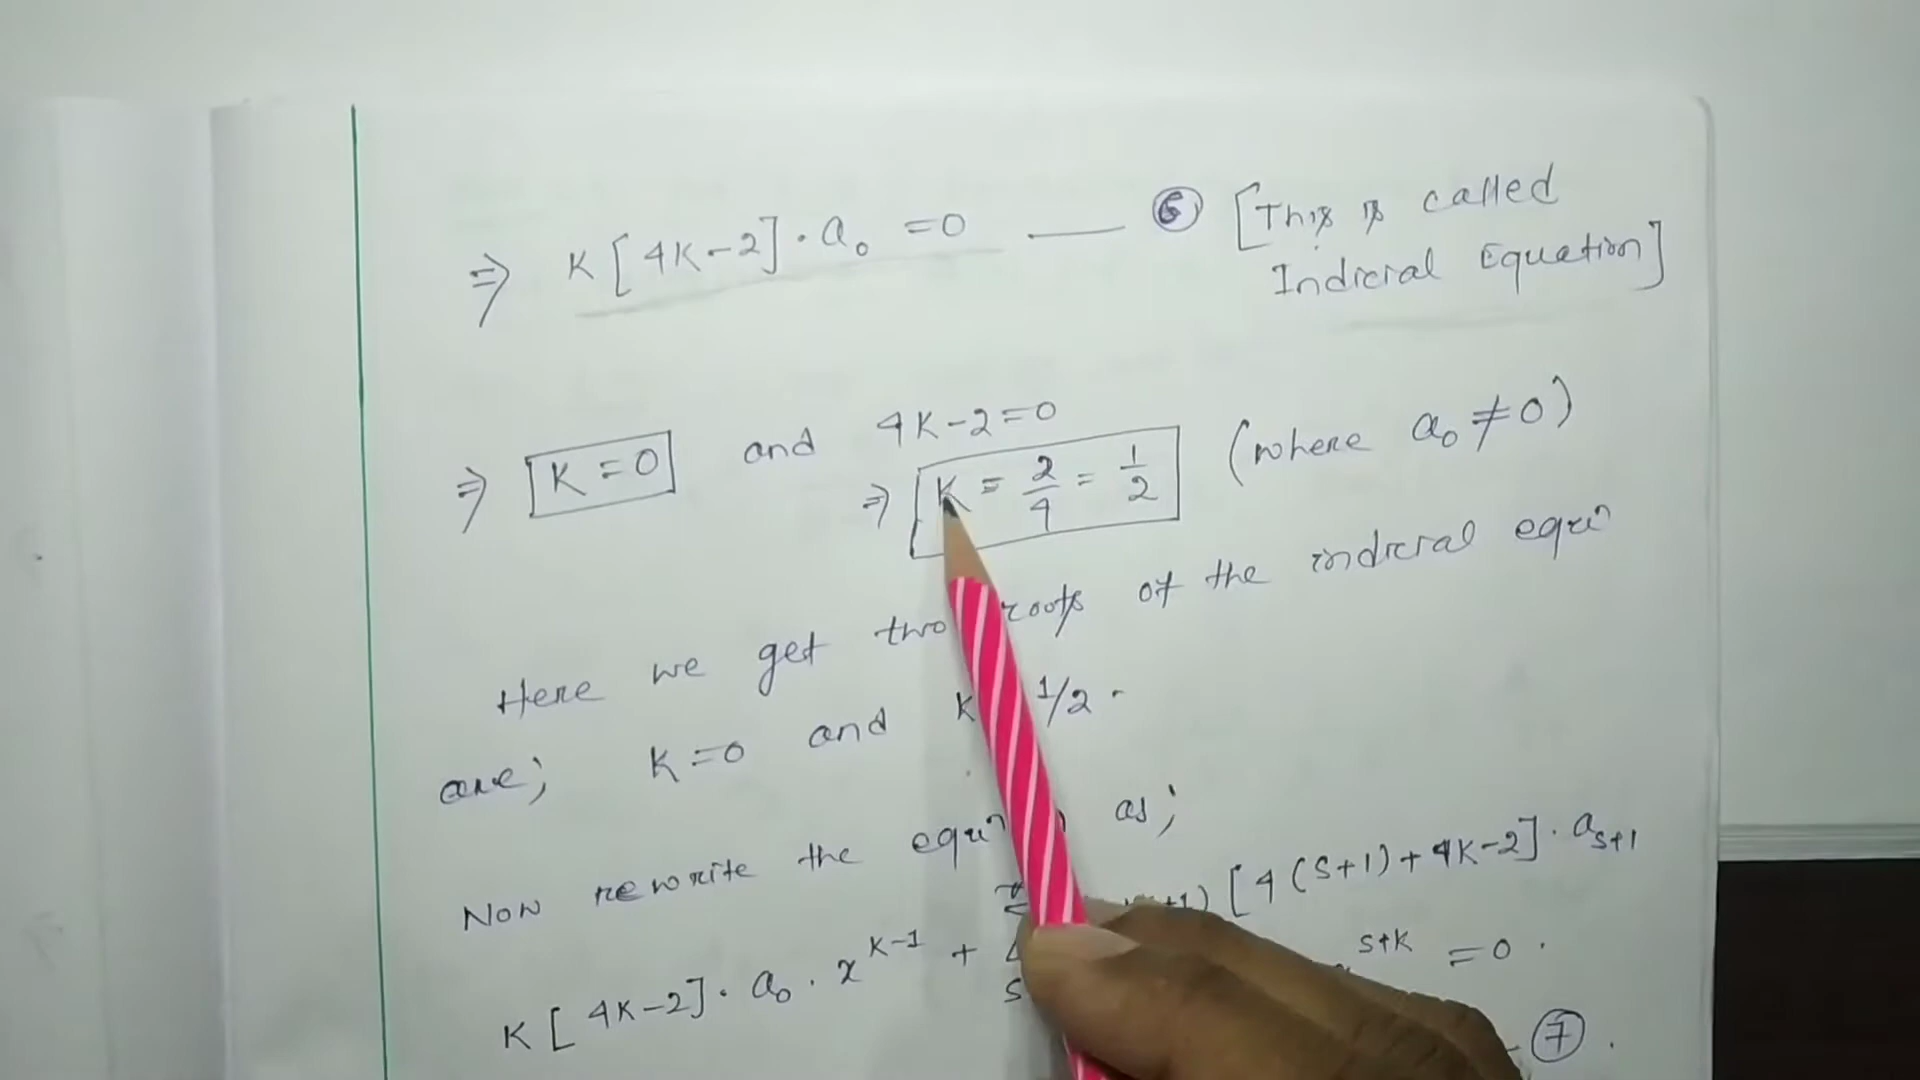 ⇒ K[4K-2]·a₀ =0 —— ⑥ [This is called
Indicial Equation]
⇒ K=0 and 4K-2=0
⇒ K = 2/4 = 1/2 (where a₀≠0)
Here we get two roots of the indicial equn
are; K=0 and K 1/2 ·
Now rewrite the as;
K[4K-2]· a₀ · x^(K-1) + [4(s+1)+4K-2]· a_(s+1)
s+K =0 ·
⑦ .